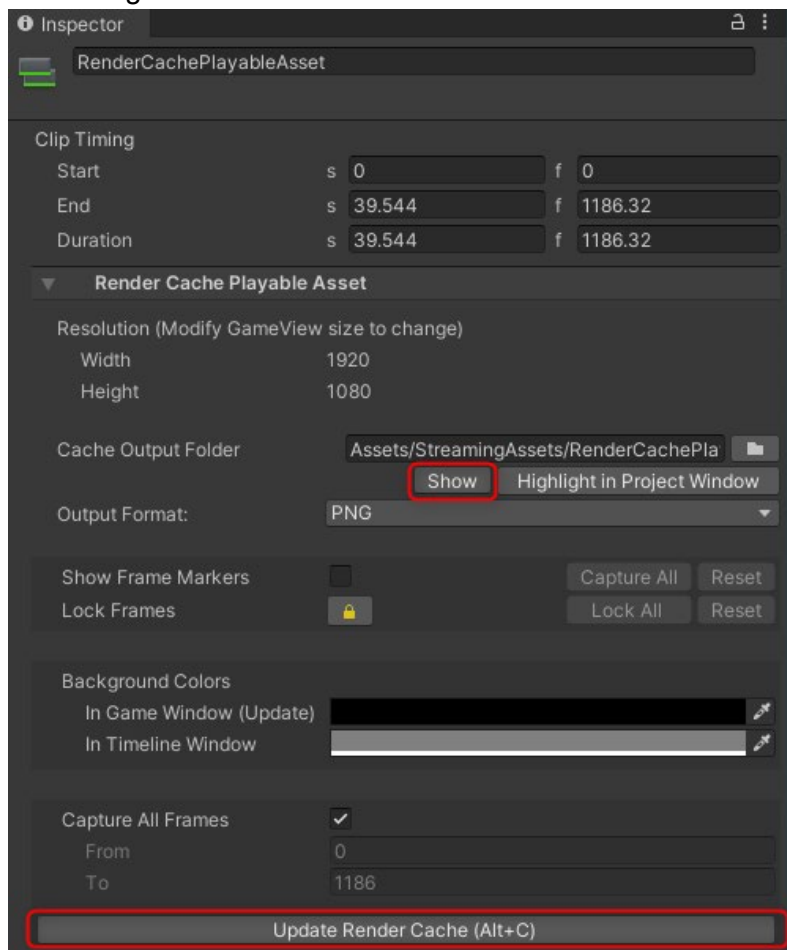 Inspector
RenderCachePlayableAsset
Clip Timing
Start s 0 f 0
End s 39.544 f 1186.32
Duration s 39.544 f 1186.32
Render Cache Playable Asset
Resolution (Modify GameView size to change)
Width 1920
Height 1080
Cache Output Folder Assets/StreamingAssets/RenderCachePla
Show Highlight in Project Window
Output Format: PNG
Show Frame Markers Capture All Reset
Lock Frames Lock All Reset
Background Colors
In Game Window (Update)
In Timeline Window
Capture All Frames
From 0
To 1186
Update Render Cache (Alt+C)